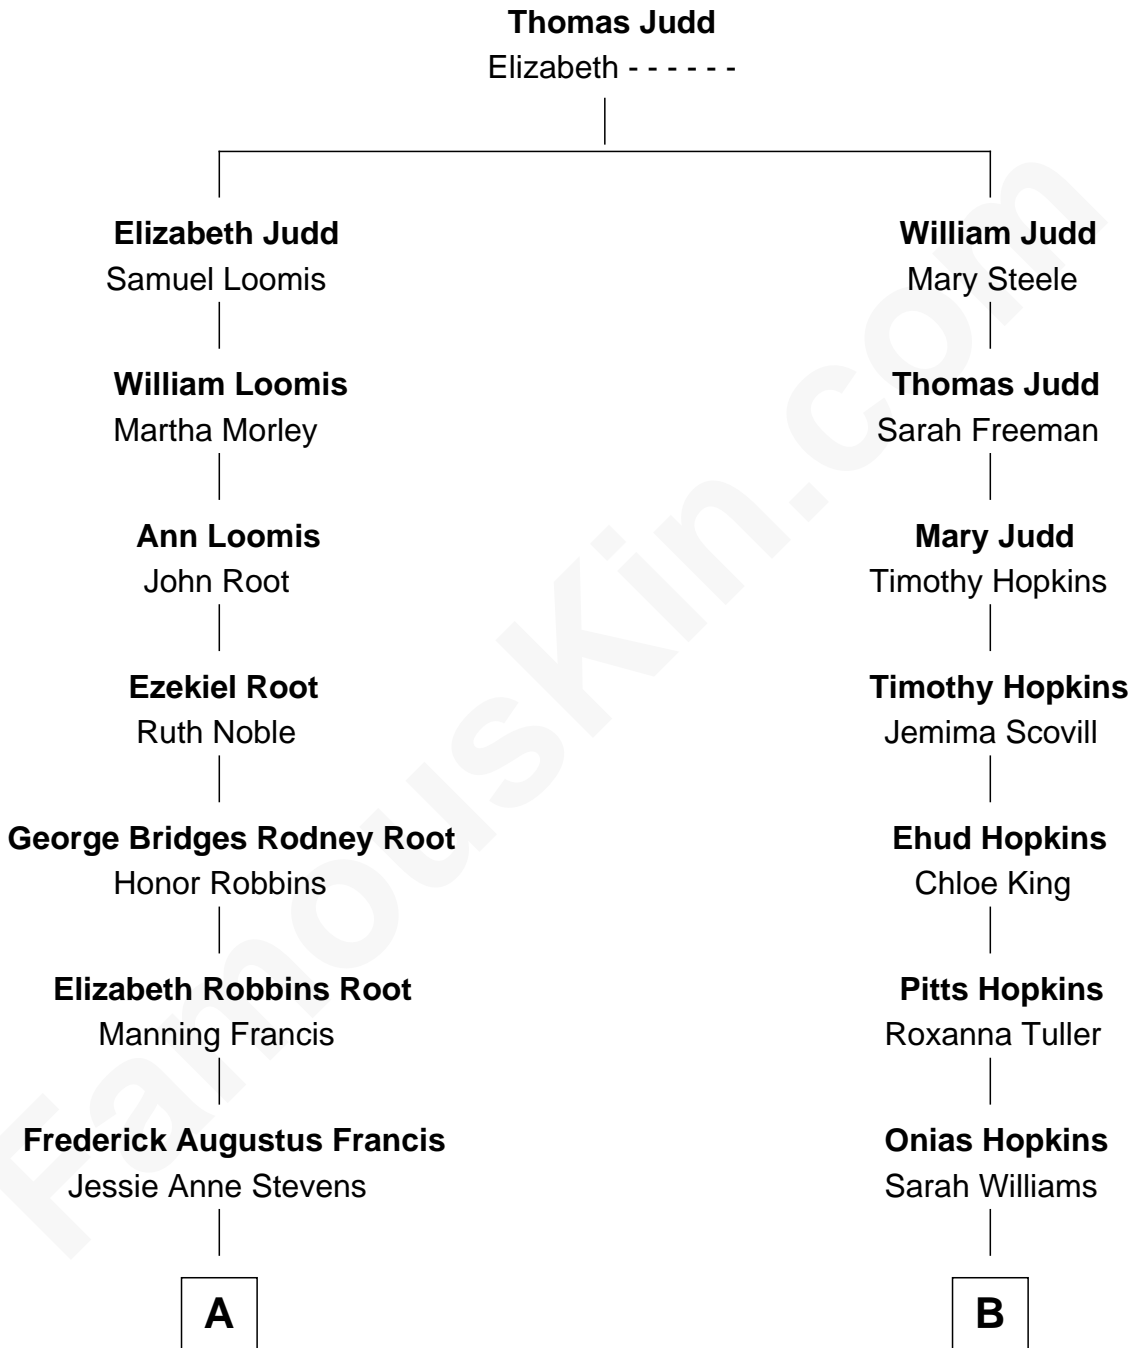 Thomas Judd
Elizabeth - - - - - -
Elizabeth Judd
Samuel Loomis
William Judd
Mary Steele
William Loomis
Martha Morley
Thomas Judd
Sarah Freeman
Ann Loomis
John Root
Mary Judd
Timothy Hopkins
Ezekiel Root
Ruth Noble
Timothy Hopkins
Jemima Scovill
George Bridges Rodney Root
Honor Robbins
Ehud Hopkins
Chloe King
Elizabeth Robbins Root
Manning Francis
Pitts Hopkins
Roxanna Tuller
Frederick Augustus Francis
Jessie Anne Stevens
Onias Hopkins
Sarah Williams
A
B
FamousKin.com